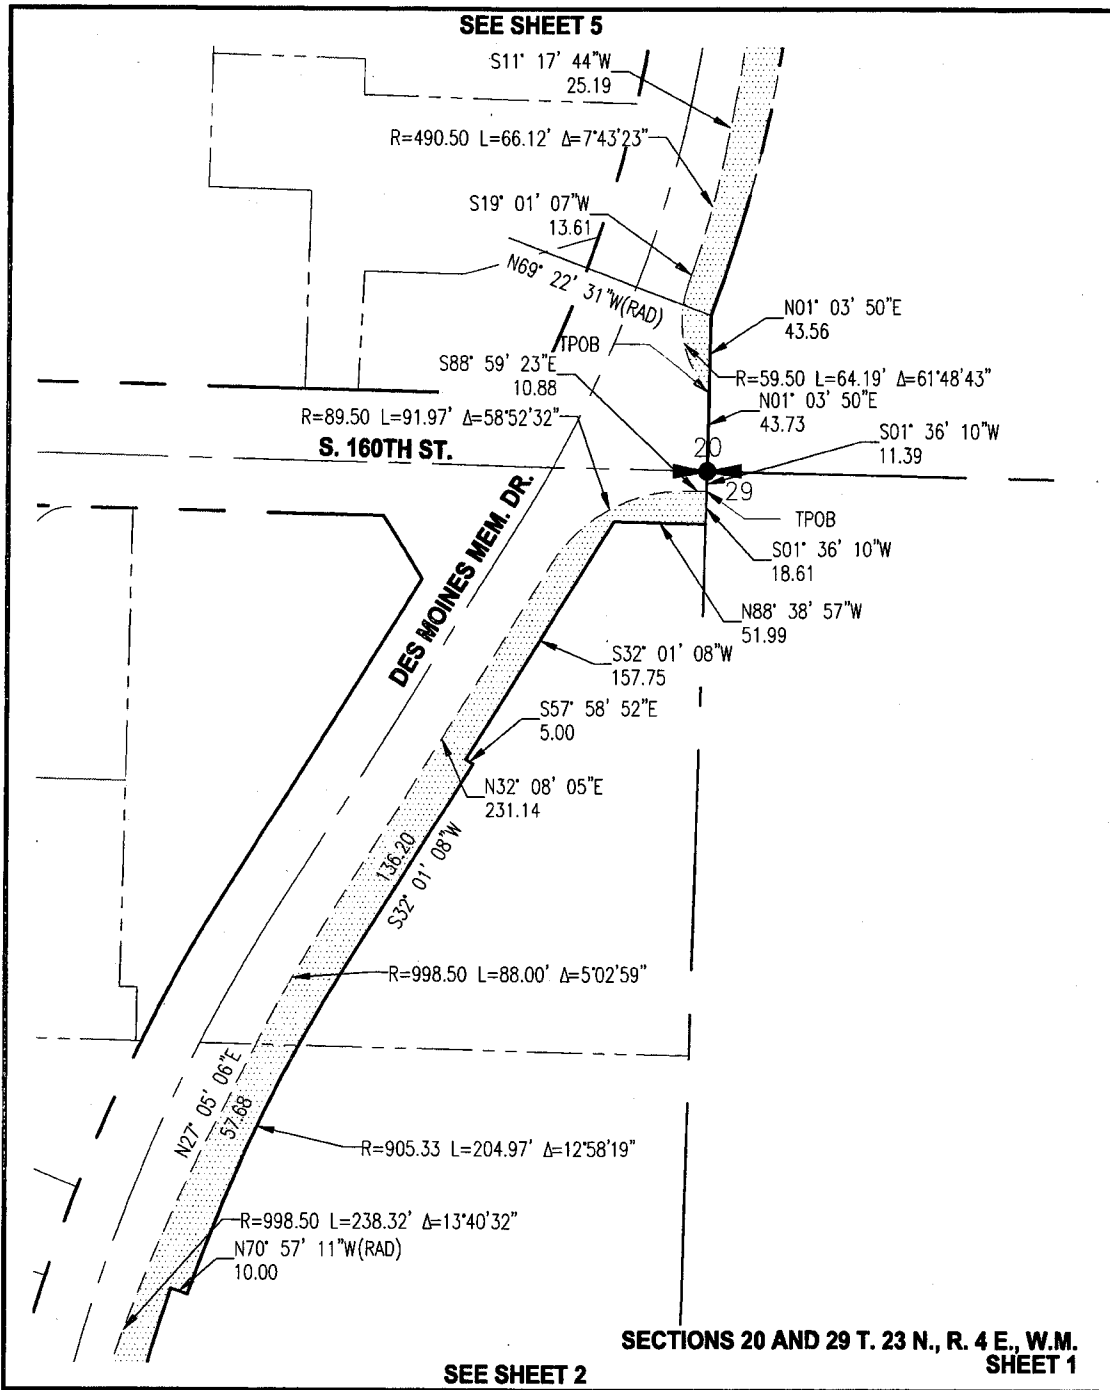 SEE SHEET 5
S11° 17' 44"W
25.19
R=490.50 L=66.12' Δ=7°43'23"
S19° 01' 07"W
13.61
N69° 22' 31"W(RAD)
N01° 03' 50"E
43.56
TPOB
S88° 59' 23"E
10.88
R=59.50 L=64.19' Δ=61°48'43"
N01° 03' 50"E
43.73
R=89.50 L=91.97' Δ=58°52'32"
S01° 36' 10"W
11.39
S. 160TH ST.
20
29
TPOB
S01° 36' 10"W
18.61
DES MOINES MEM. DR.
N88° 38' 57"W
51.99
S32° 01' 08"W
157.75
S57° 58' 52"E
5.00
N32° 08' 05"E
231.14
136.20
S32° 01' 08"W
R=998.50 L=88.00' Δ=5°02'59"
N27° 05' 06"E
57.68
R=905.33 L=204.97' Δ=12°58'19"
R=998.50 L=238.32' Δ=13°40'32"
N70° 57' 11"W(RAD)
10.00
SECTIONS 20 AND 29 T. 23 N., R. 4 E., W.M.
SHEET 1
SEE SHEET 2